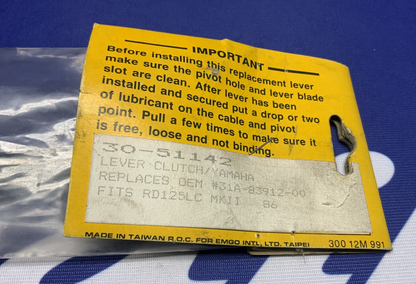 IMPORTANT
Before installing this replacement lever
make sure the pivot hole and lever blade
slot are clean. After lever has been
installed and secured put a drop or two
of lubricant on the cable and pivot
point. Pull a few times to make sure it
is free, loose and not binding.
30-51142
LEVER CLUTCH/YAMAHA
REPLACES OEM #31A-83912-00
FITS RD125LC MKII 86
MADE IN TAIWAN R.O.C. FOR EMGO INTL, LTD. TAIPEI
300 12M 991